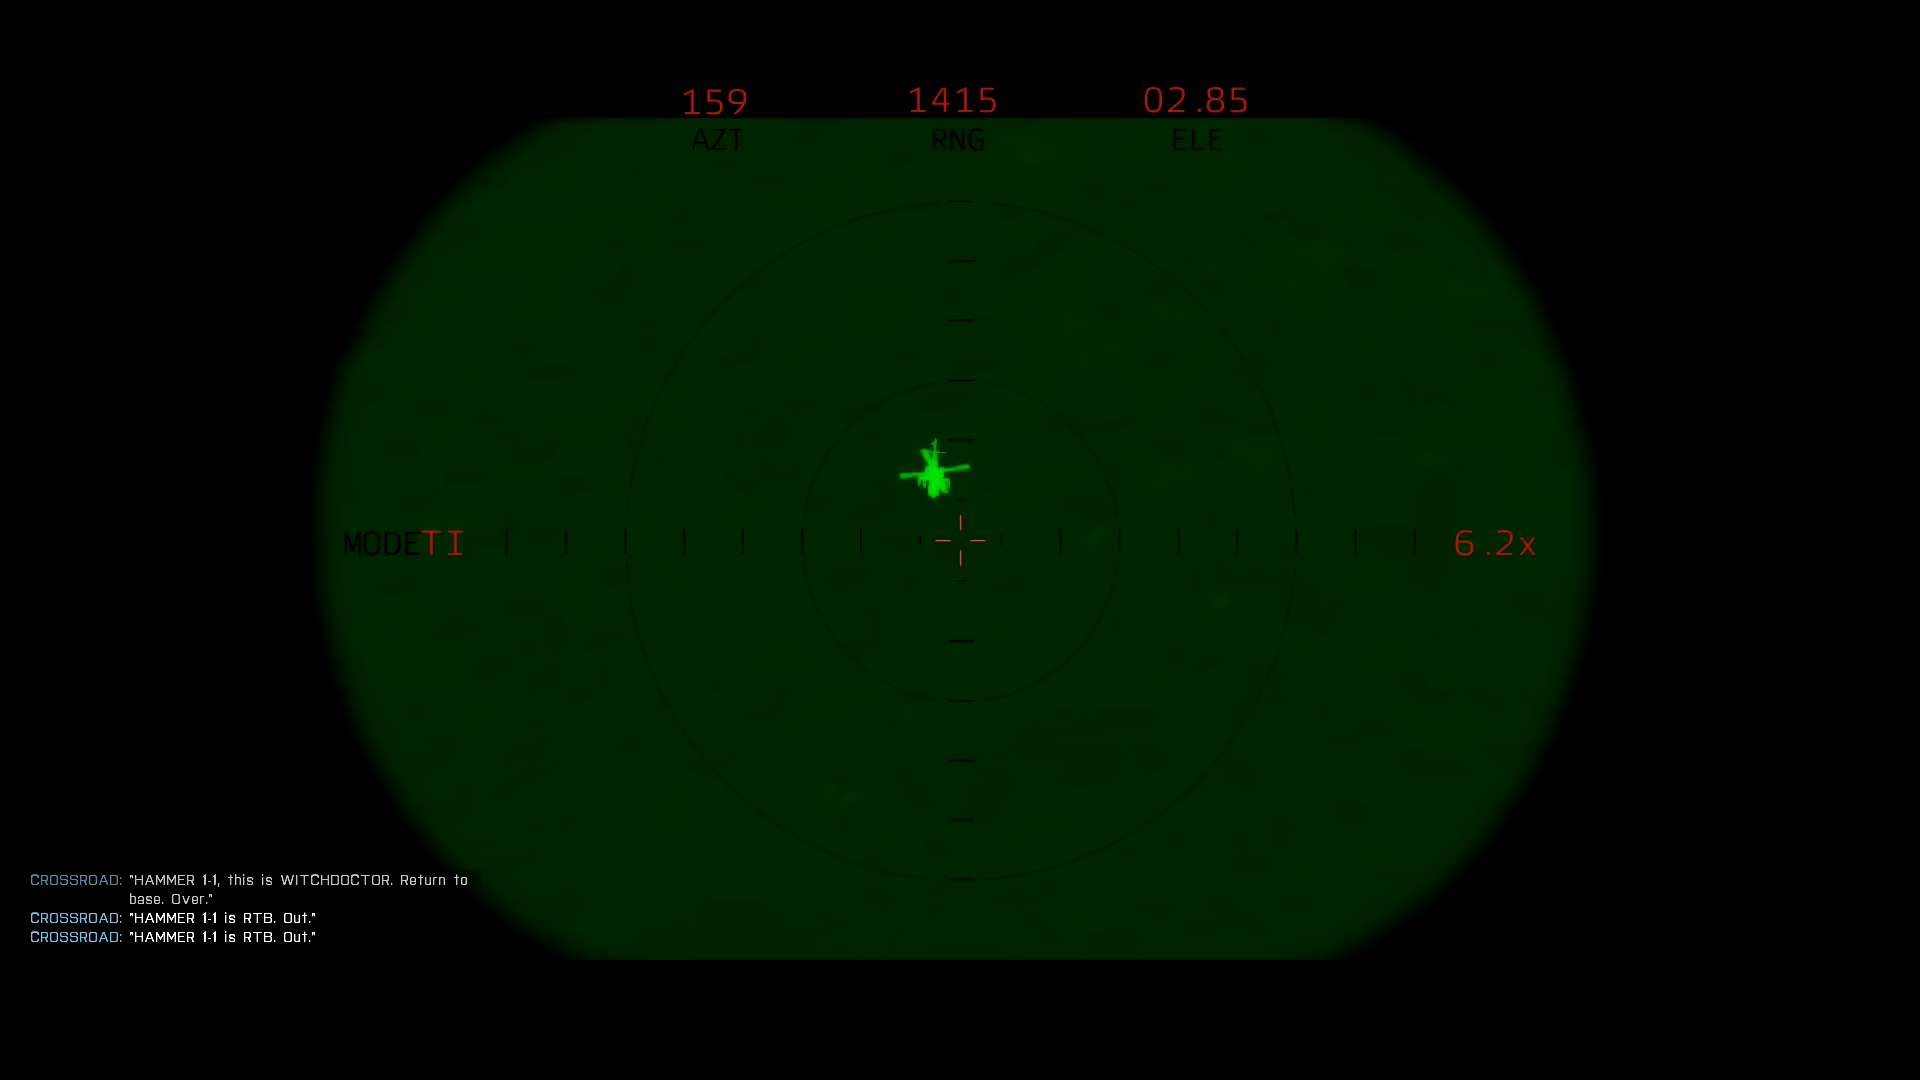 159 1415 02.85
AZT RNG ELE
MODE TI 6.2x
CROSSROAD: "HAMMER 1-1, this is WITCHDOCTOR. Return to
base. Over."
CROSSROAD: "HAMMER 1-1 is RTB. Out."
CROSSROAD: "HAMMER 1-1 is RTB. Out."